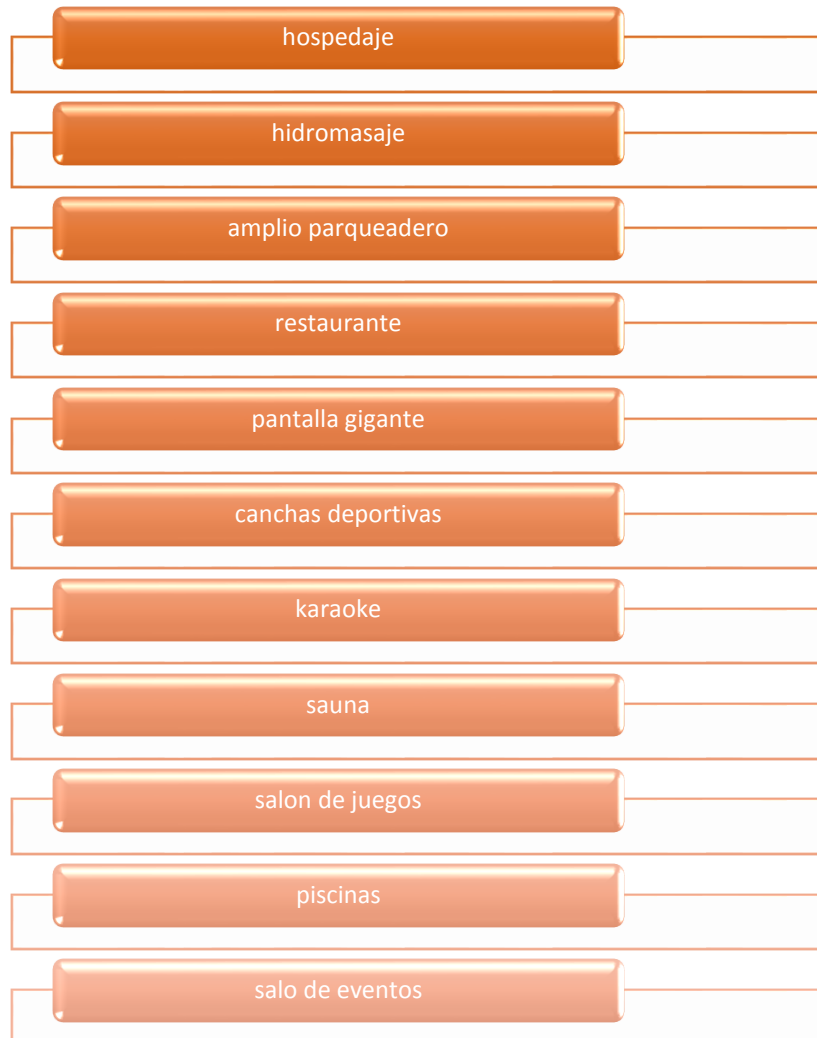 hospedaje
hidromasaje
amplio parqueadero
restaurante
pantalla gigante
canchas deportivas
karaoke
sauna
salon de juegos
piscinas
salo de eventos